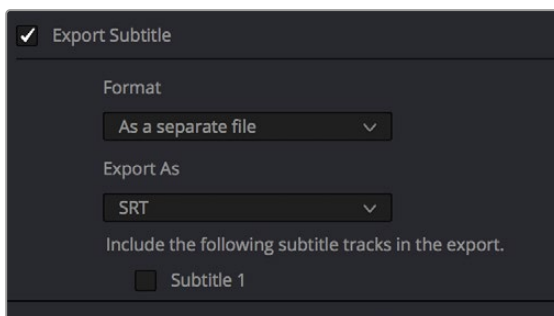 Export Subtitle
Format
As a separate file
Export As
SRT
Include the following subtitle tracks in the export.
Subtitle 1